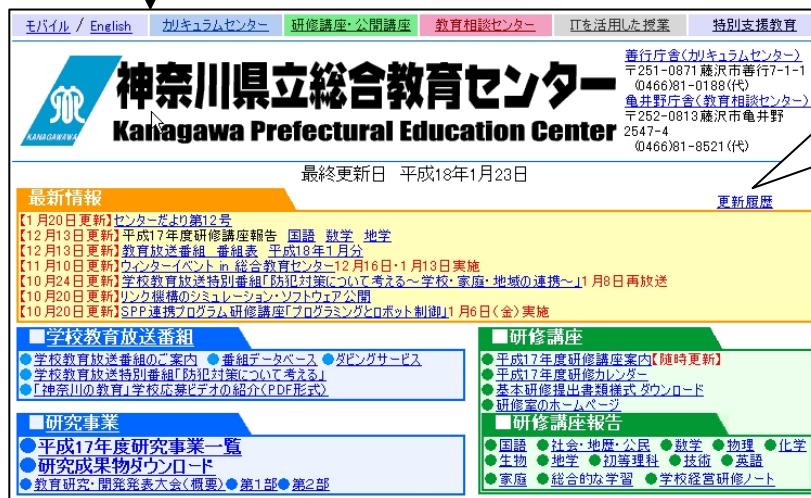 モバイル / English カリキュラムセンター 研修講座・公開講座 教育相談センター ITを活用した授業 特別支援教育
神奈川県立総合教育センター
Kanagawa Prefectural Education Center
KANAGAWA
善行庁舎(カリキュラムセンター)
〒251-0871藤沢市善行7-1-1
(0466)81-0188(代)
亀井野庁舎(教育相談センター)
〒252-0813藤沢市亀井野
2547-4
(0466)81-8521(代)
最終更新日 平成18年1月23日
最新情報
更新履歴
【1月20日更新】センターだより第12号
【12月13日更新】平成17年度研修講座報告 国語 数学 地学
【12月13日更新】教育放送番組 番組表 平成18年1月分
【11月10日更新】ウィンターイベント in 総合教育センター12月16日・1月13日実施
【10月24日更新】学校教育放送特別番組「防犯対策について考える~学校・家庭・地域の連携~」1月8日再放送
【10月20日更新】リンク機構のシミュレーション・ソフトウェア公開
【10月20日更新】SPP連携プログラム研修講座「プログラミングとロボット制御」1月6日(金)実施
■学校教育放送番組
●学校教育放送番組のご案内 ●番組データベース ●ダビングサービス
●学校教育放送特別番組「防犯対策について考える」
●「神奈川の教育」学校応募ビデオの紹介(PDF形式)
■研究事業
●平成17年度研究事業一覧
●研究成果物ダウンロード
●教育研究・開発発表大会(概要)●第1部●第2部
■研修講座
●平成17年度研修講座案内【随時更新】
●平成17年度研修カレンダー
●基本研修提出書類様式 ダウンロード
●研修室のホームページ
■研修講座報告
●国語 ●社会・地歴・公民 ●数学 ●物理 ●化学
●生物 ●地学 ●初等理科 ●技術 ●英語
●家庭 ●総合的な学習 ●学校経営研修ノート